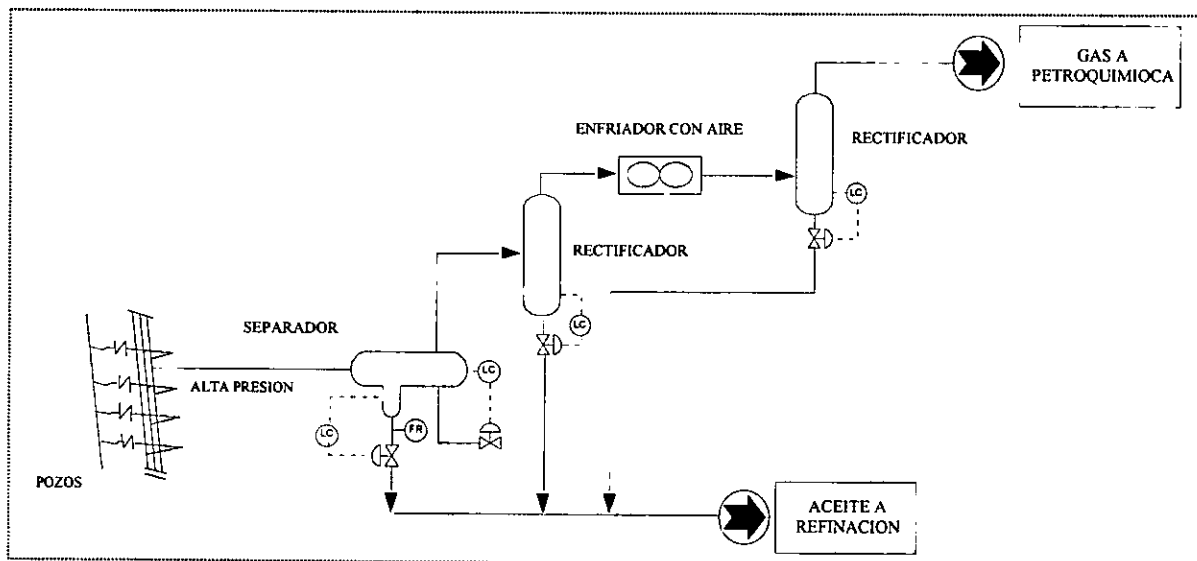 GAS A
PETROQUIMIOCA
ENFRIADOR CON AIRE
RECTIFICADOR
LC
RECTIFICADOR
LC
SEPARADOR
ALTA PRESION
LC
LC
FR
POZOS
ACEITE A
REFINACION